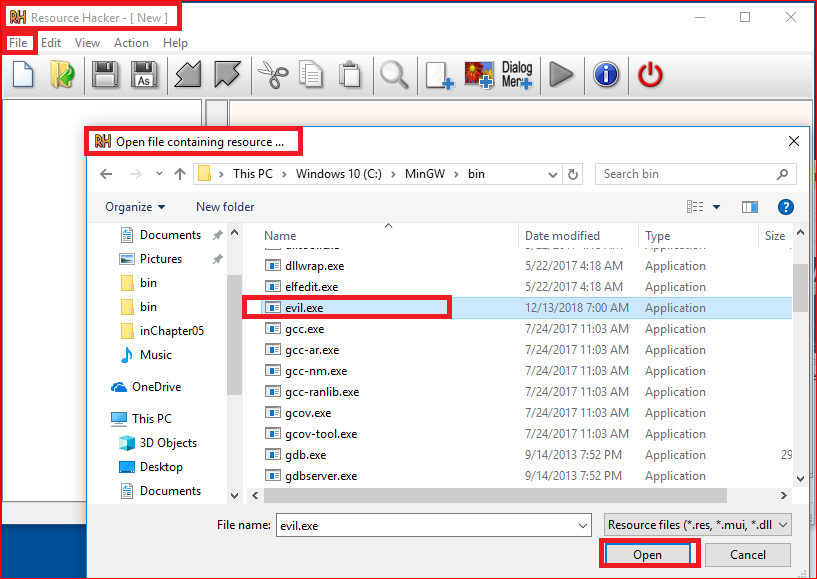 RH Resource Hacker - [ New ]
File Edit View Action Help
As
Dialog
Mer
RH Open file containing resource ...
This PC > Windows 10 (C:) > MinGW > bin
Search bin
Organize New folder
Documents
Pictures
bin
bin
inChapter05
Music
OneDrive
This PC
3D Objects
Desktop
Documents
Name Date modified Type Size
dllwrap.exe 5/22/2017 4:18 AM Application
elfedit.exe 5/22/2017 4:18 AM Application
evil.exe 12/13/2018 7:00 AM Application
gcc.exe 7/24/2017 11:03 AM Application
gcc-ar.exe 7/24/2017 11:03 AM Application
gcc-nm.exe 7/24/2017 11:03 AM Application
gcc-ranlib.exe 7/24/2017 11:03 AM Application
gcov.exe 7/24/2017 11:03 AM Application
gcov-tool.exe 7/24/2017 11:03 AM Application
gdb.exe 9/14/2013 7:52 PM Application 29
gdbserver.exe 9/14/2013 7:52 PM Application
File name: evil.exe Resource files (*.res, *.mui, *.dll
Open Cancel